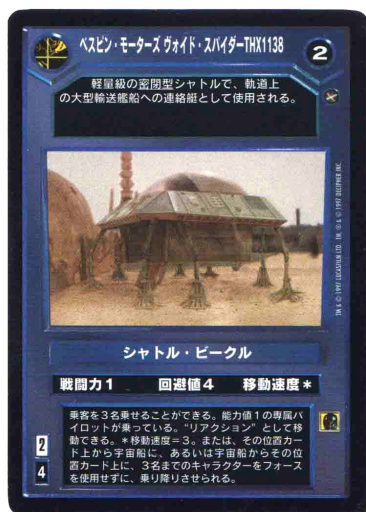 ベスピン・モーターズ ヴォイド・スパイダーTHX1138
2
軽量級の密閉型シャトルで、軌道上
の大型輸送艦船への連絡艇として使用される。
TM & © 1997 LUCASFILM LTD. TM, ® & © 1997 DECIPHER INC.
シャトル・ビークル
戦闘力1 回避値4 移動速度*
乗客を3名乗せることができる。能力値1の専属パ
イロットが乗っている。“リアクション”として移
動できる。*移動速度=3。または、その位置カー
ド上から宇宙船に、あるいは宇宙船からその位
置カード上に、3名までのキャラクターをフォース
を使用せずに、乗り降りさせられる。
2
4